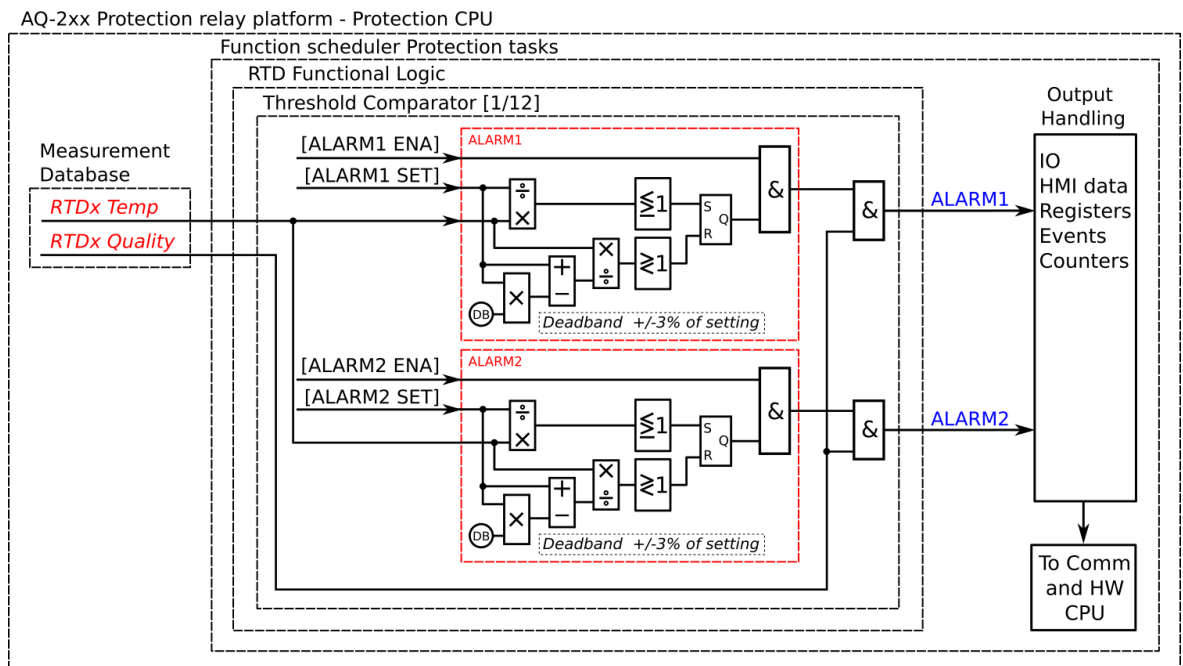 AQ-2xx Protection relay platform - Protection CPU
Function scheduler Protection tasks
RTD Functional Logic
Threshold Comparator [1/12]
Measurement
Database
RTDx Temp
RTDx Quality
[ALARM1 ENA]
[ALARM1 SET]
ALARM1
÷
×
≦1
S
R
Q
&
&
×
÷
≷1
+
−
×
DB
Deadband +/-3% of setting
ALARM1
[ALARM2 ENA]
[ALARM2 SET]
ALARM2
÷
×
≦1
S
R
Q
&
&
×
÷
≷1
+
−
×
DB
Deadband +/-3% of setting
ALARM2
Output
Handling
IO
HMI data
Registers
Events
Counters
To Comm
and HW
CPU